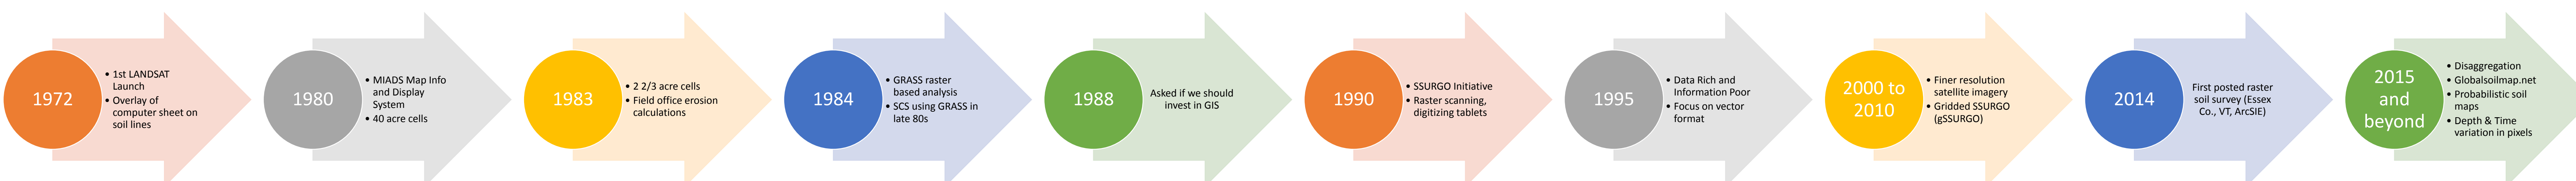 1972
• 1st LANDSAT
Launch
• Overlay of
computer sheet on
soil lines
1980
• MIADS Map Info
and Display
System
• 40 acre cells
1983
• 2 2/3 acre cells
• Field office erosion
calculations
1984
• GRASS raster
based analysis
• SCS using GRASS in
late 80s
1988
Asked if we should
invest in GIS
1990
• SSURGO Initiative
• Raster scanning,
digitizing tablets
1995
• Data Rich and
Information Poor
• Focus on vector
format
2000 to
2010
• Finer resolution
satellite imagery
• Gridded SSURGO
(gSSURGO)
2014
First posted raster
soil survey (Essex
Co., VT, ArcSIE)
2015
and
beyond
• Disaggregation
• Globalsoilmap.net
• Probabilistic soil
maps
• Depth & Time
variation in pixels